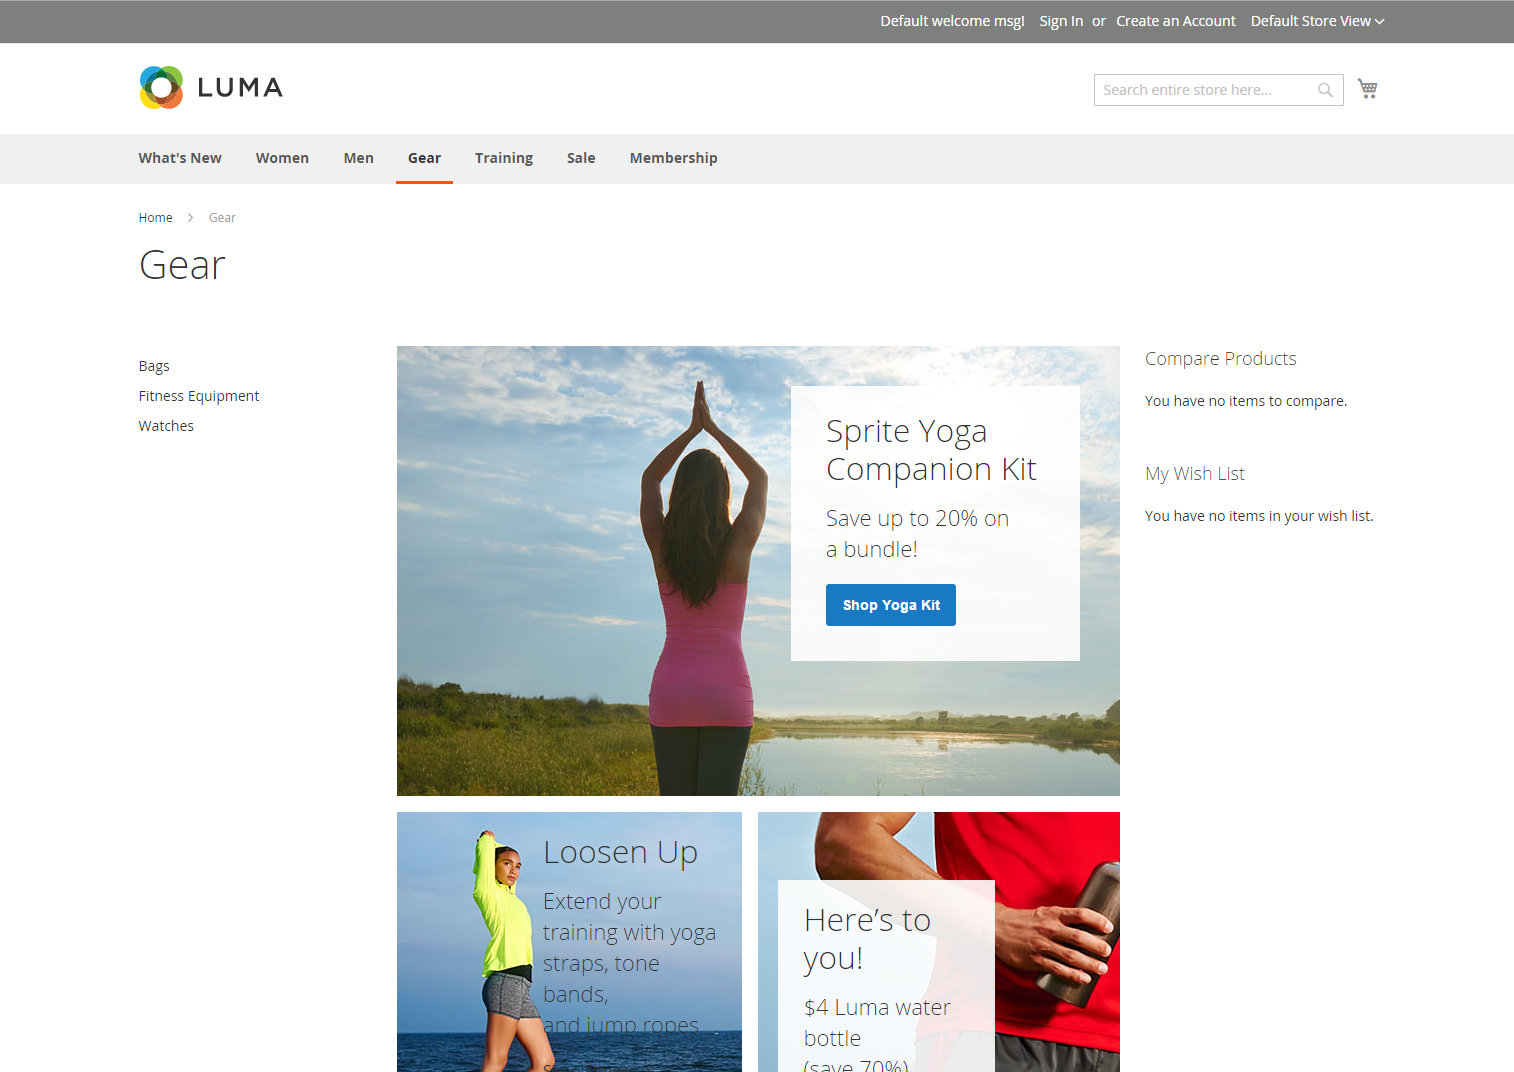 Default welcome msg! Sign In or Create an Account Default Store View
LUMA
Search entire store here...
What's New Women Men Gear Training Sale Membership
Home Gear
Gear
Bags
Fitness Equipment
Watches
Sprite Yoga
Companion Kit
Save up to 20% on
a bundle!
Shop Yoga Kit
Compare Products
You have no items to compare.
My Wish List
You have no items in your wish list.
Loosen Up
Extend your
training with yoga
straps, tone
bands,
and jump ropes
Here’s to
you!
$4 Luma water
bottle
(save 70%)